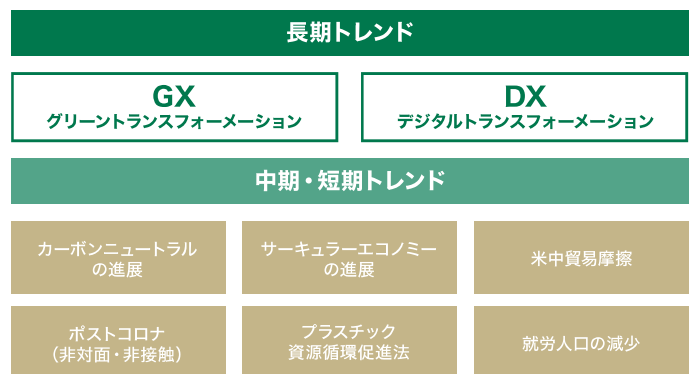 長期トレンド
GX
グリーントランスフォーメーション
DX
デジタルトランスフォーメーション
中期・短期トレンド
カーボンニュートラル
の進展
サーキュラーエコノミー
の進展
米中貿易摩擦
ポストコロナ
（非対面・非接触）
プラスチック
資源循環促進法
就労人口の減少